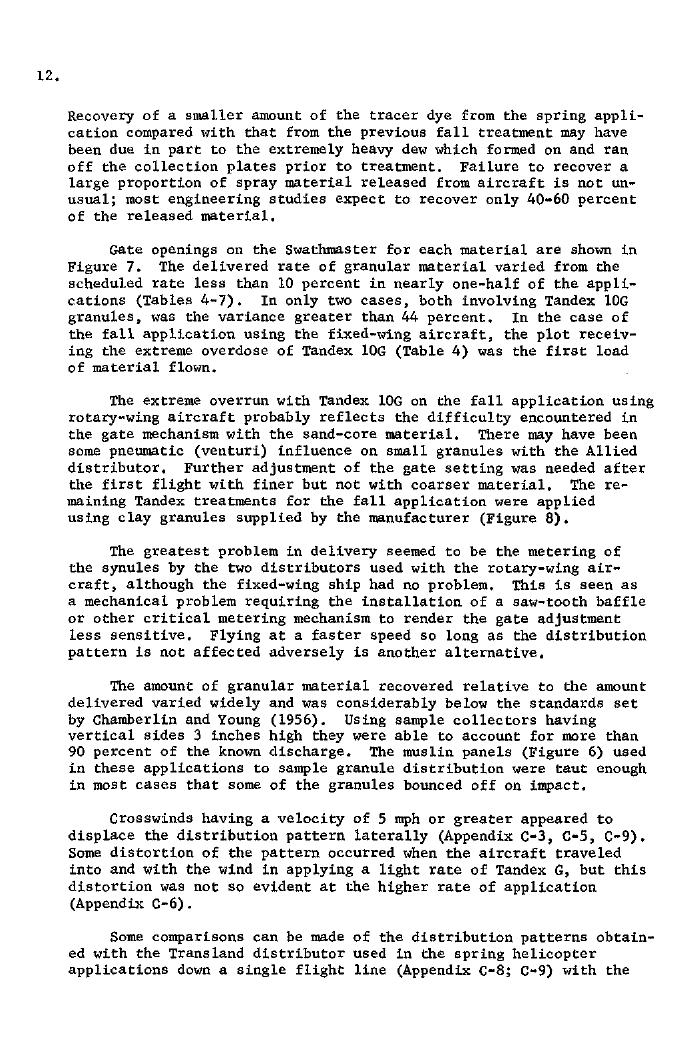 12.
Recovery of a smaller amount of the tracer dye from the spring appli-
cation compared with that from the previous fall treatment may have
been due in part to the extremely heavy dew which formed on and ran
off the collection plates prior to treatment. Failure to recover a
large proportion of spray material released from aircraft is not un-
usual; most engineering studies expect to recover only 40-60 percent
of the released material.
Gate openings on the Swathmaster for each material are shown in
Figure 7. The delivered rate of granular material varied from the
scheduled rate less than 10 percent in nearly one-half of the appli-
cations (Tables 4-7). In only two cases, both involving Tandex 10G
granules, was the variance greater than 44 percent. In the case of
the fall application using the fixed-wing aircraft, the plot receiv-
ing the extreme overdose of Tandex 10G (Table 4) was the first load
of material flown.
The extreme overrun with Tandex 10G on the fall application using
rotary-wing aircraft probably reflects the difficulty encountered in
the gate mechanism with the sand-core material. There may have been
some pneumatic (venturi) influence on small granules with the Allied
distributor. Further adjustment of the gate setting was needed after
the first flight with finer but not with coarser material. The re-
maining Tandex treatments for the fall application were applied
using clay granules supplied by the manufacturer (Figure 8).
The greatest problem in delivery seemed to be the metering of
the synules by the two distributors used with the rotary-wing air-
craft, although the fixed-wing ship had no problem. This is seen as
a mechanical problem requiring the installation of a saw-tooth baffle
or other critical metering mechanism to render the gate adjustment
less sensitive. Flying at a faster speed so long as the distribution
pattern is not affected adversely is another alternative.
The amount of granular material recovered relative to the amount
delivered varied widely and was considerably below the standards set
by Chamberlin and Young (1956). Using sample collectors having
vertical sides 3 inches high they were able to account for more than
90 percent of the known discharge. The muslin panels (Figure 6) used
in these applications to sample granule distribution were taut enough
in most cases that some of the granules bounced off on impact.
Crosswinds having a velocity of 5 mph or greater appeared to
displace the distribution pattern laterally (Appendix C-3, C-5, C-9).
Some distortion of the pattern occurred when the aircraft traveled
into and with the wind in applying a light rate of Tandex G, but this
distortion was not so evident at the higher rate of application
(Appendix C-6).
Some comparisons can be made of the distribution patterns obtain-
ed with the Transland distributor used in the spring helicopter
applications down a single flight line (Appendix C-8; C-9) with the